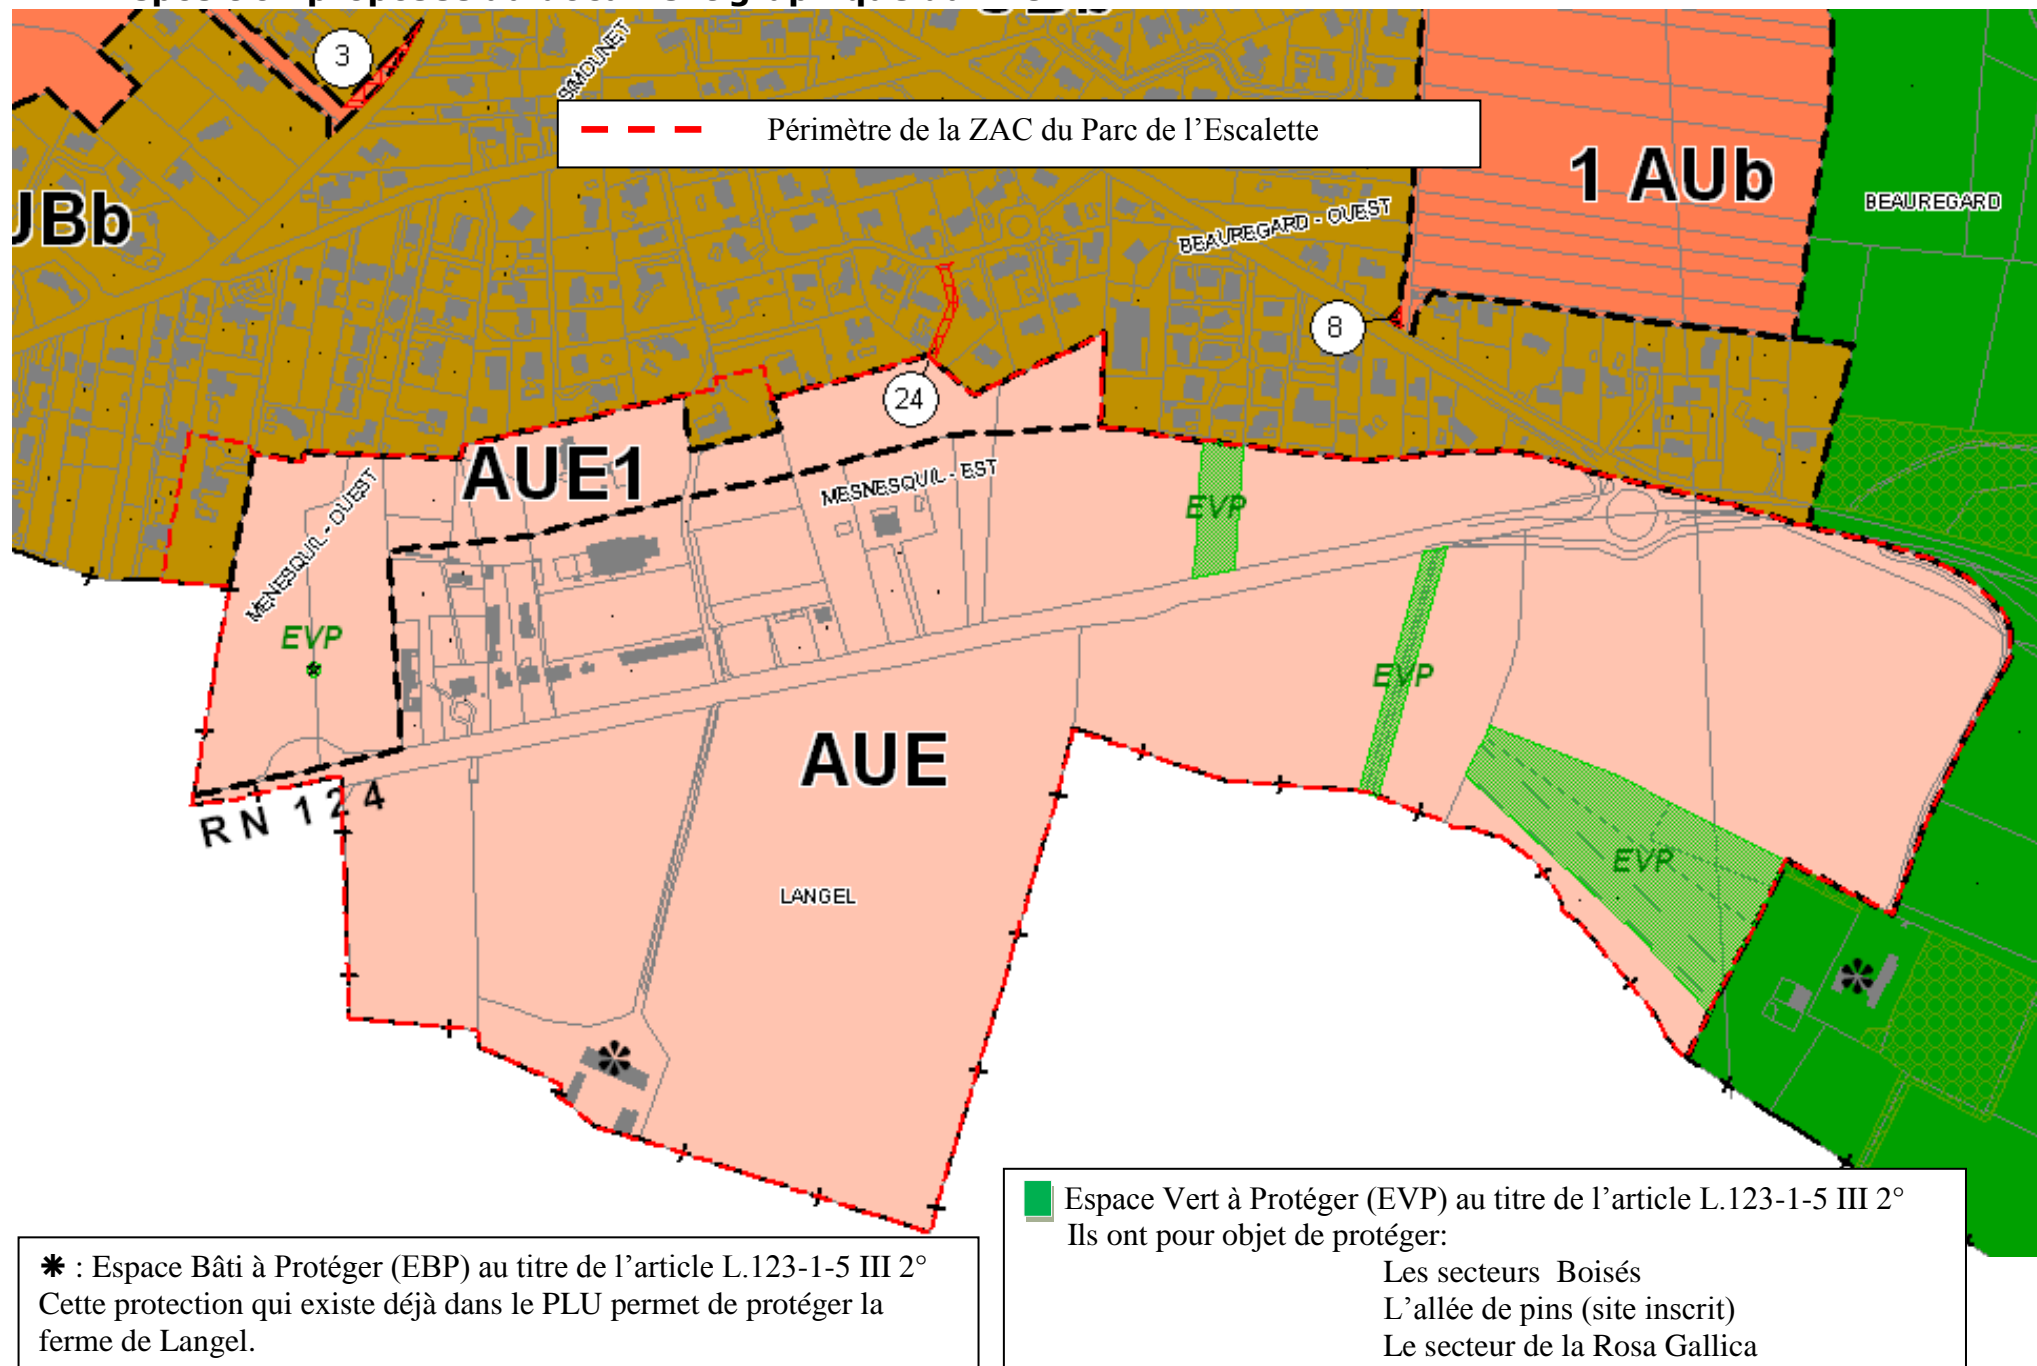 3
SIMOUNET
Périmètre de la ZAC du Parc de l’Escalette
1 AUb
BEAUREGARD
UBb
BEAUREGARD - OUEST
8
24
AUE1
MESNESQUIL - EST
MENESQUIL - OUEST
EVP
EVP
EVP
AUE
RN 124
EVP
LANGEL
Espace Vert à Protéger (EVP) au titre de l’article L.123-1-5 III 2°
Ils ont pour objet de protéger:
Les secteurs Boisés
L’allée de pins (site inscrit)
Le secteur de la Rosa Gallica
✱ : Espace Bâti à Protéger (EBP) au titre de l’article L.123-1-5 III 2°
Cette protection qui existe déjà dans le PLU permet de protéger la
ferme de Langel.